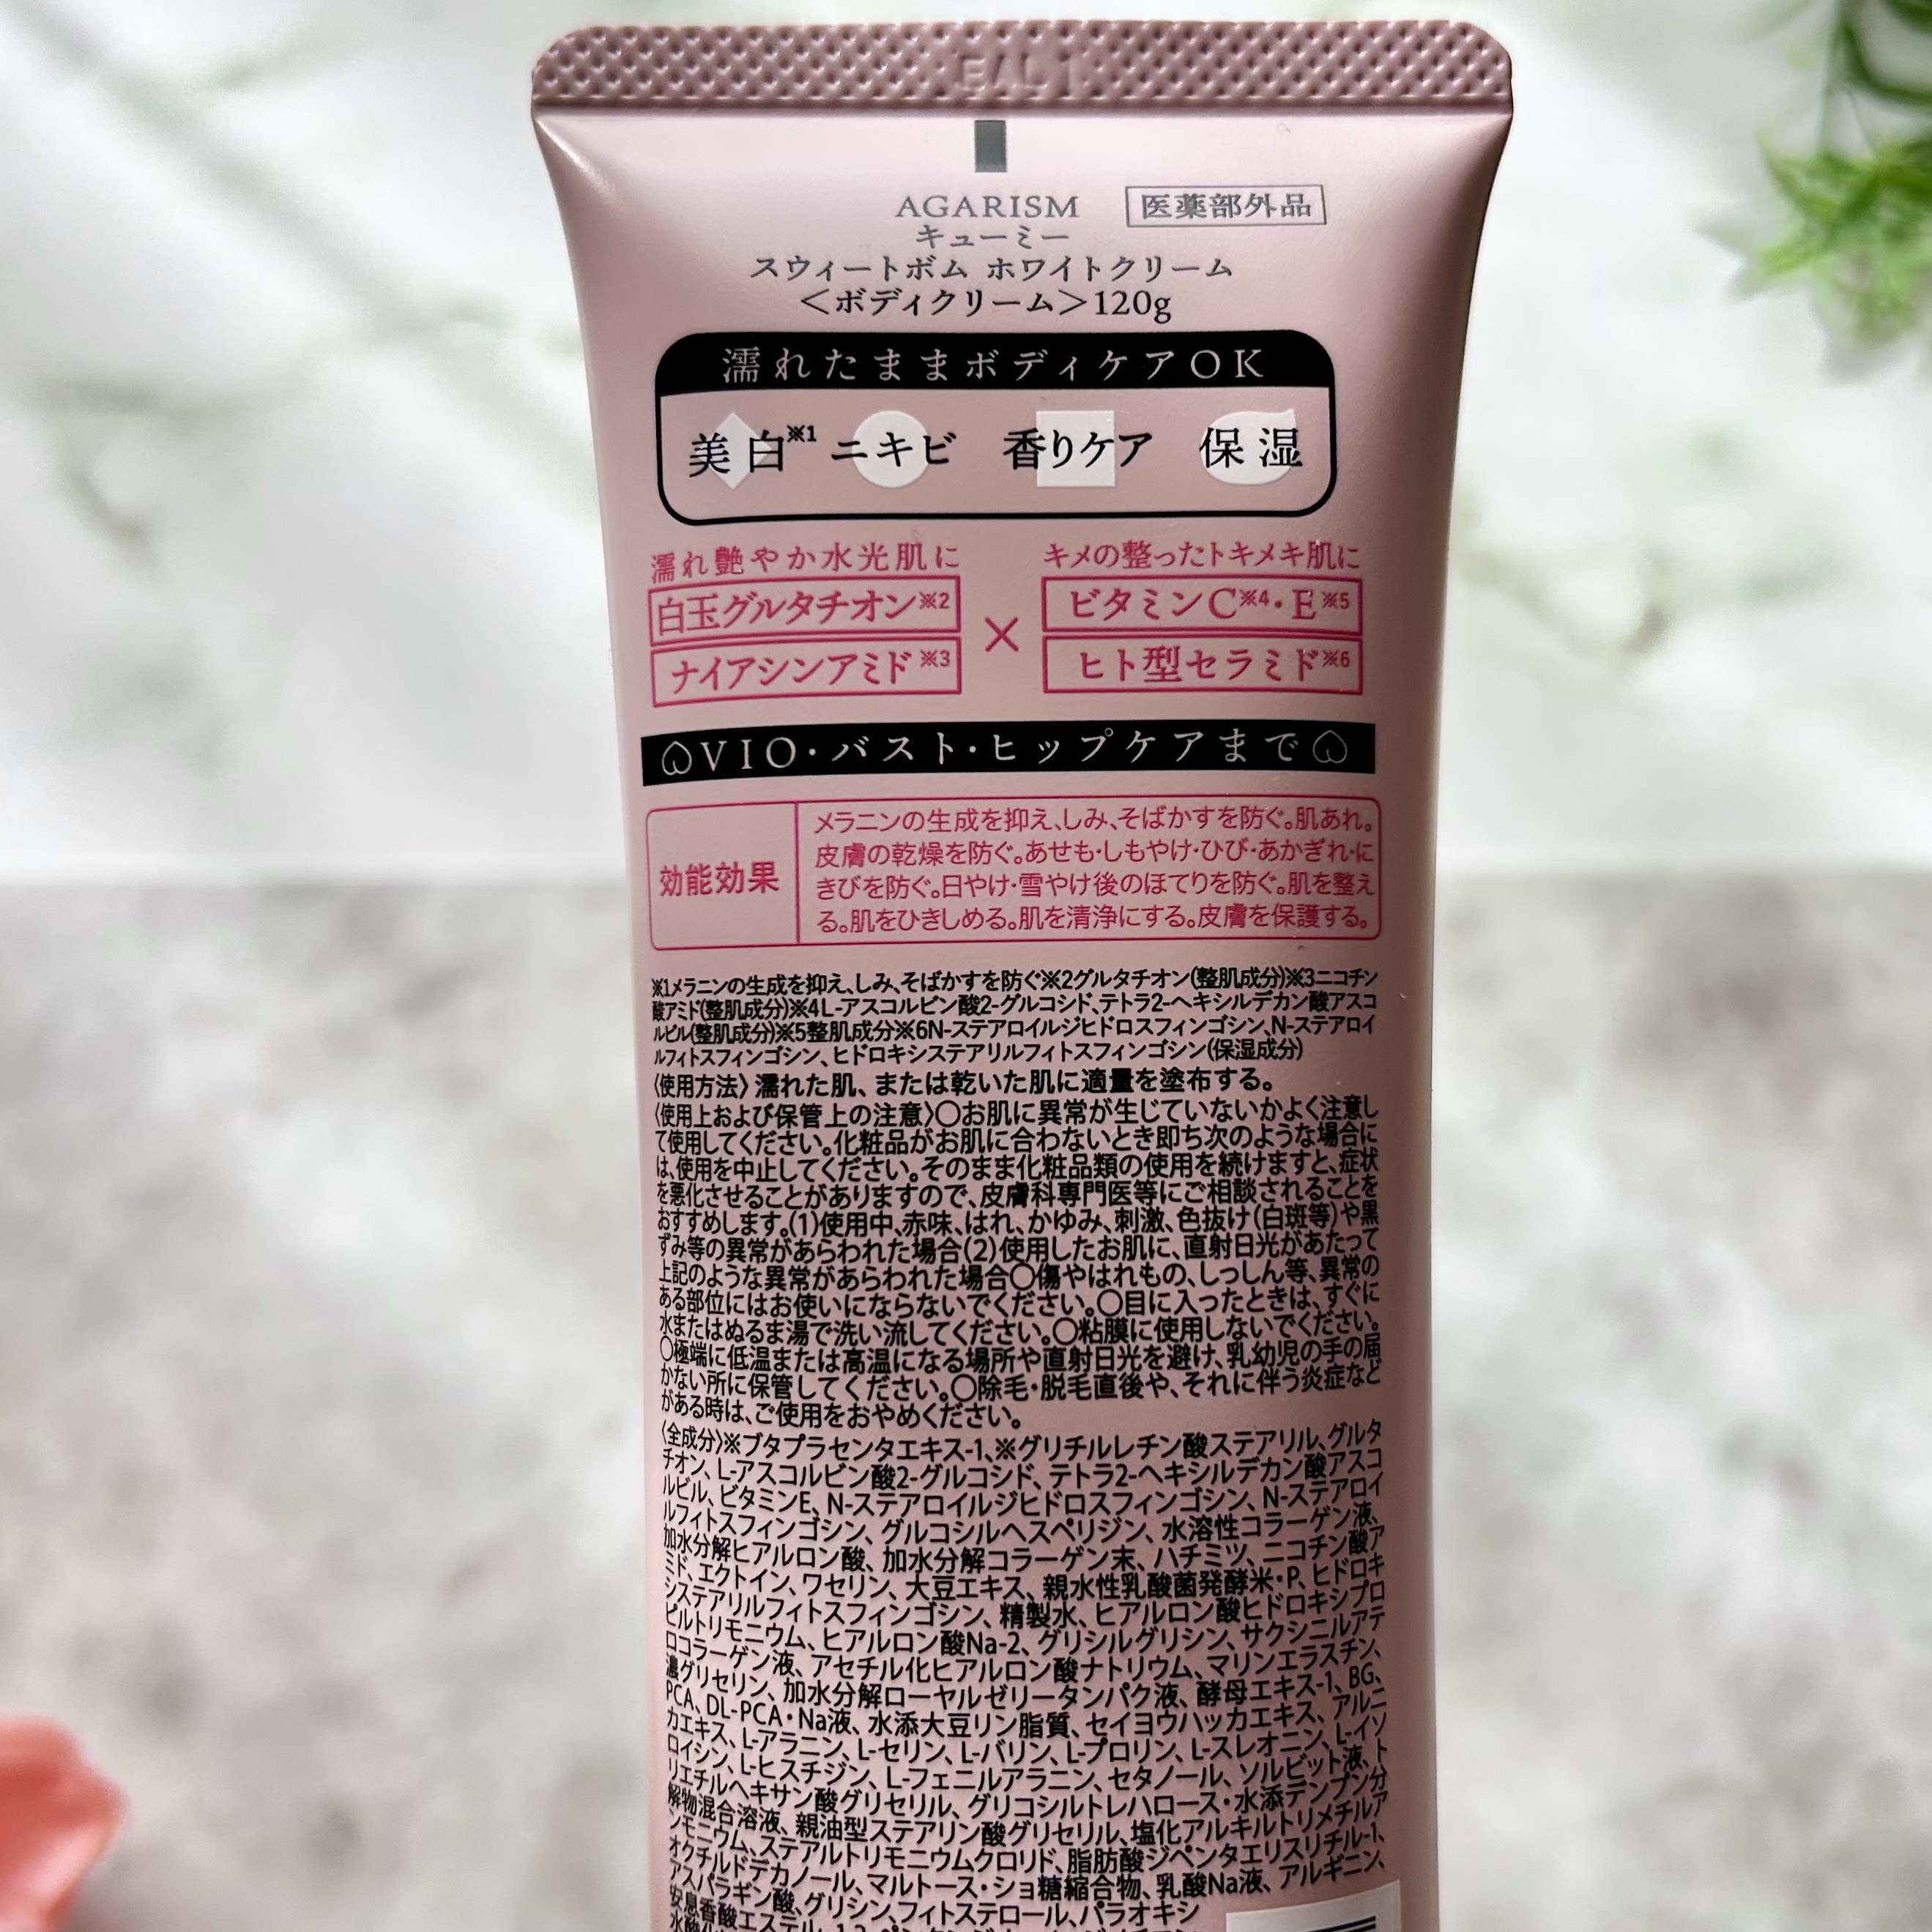 AGARISM 医薬部外品
キューミー
スウィートボム ホワイトクリーム
＜ボディクリーム＞120g
濡れたままボディケアOK
美白※1 ニキビ 香りケア 保湿
濡れ艶やか水光肌に キメの整ったトキメキ肌に
白玉グルタチオン※2 × ビタミンC※4・E※5
ナイアシンアミド※3 ヒト型セラミド※6
VIO・バスト・ヒップケアまで
効能効果
メラニンの生成を抑え、しみ、そばかすを防ぐ。肌あれ。
皮膚の乾燥を防ぐ。あせも・しもやけ・ひび・あかぎれ・に
きびを防ぐ。日やけ・雪やけ後のほてりを防ぐ。肌を整え
る。肌をひきしめる。肌を清浄にする。皮膚を保護する。
※1メラニンの生成を抑え、しみ、そばかすを防ぐ※2グルタチオン(整肌成分)※3ニコチン
酸アミド(整肌成分)※4L-アスコルビン酸2-グルコシド、テトラ2-ヘキシルデカン酸アスコ
ルビル(整肌成分)※5整肌成分※6N-ステアロイルジヒドロスフィンゴシン、N-ステアロイ
ルフィトスフィンゴシン、ヒドロキシステアリルフィトスフィンゴシン(保湿成分)
〈使用方法〉濡れた肌、または乾いた肌に適量を塗布する。
〈使用上および保管上の注意〉〇お肌に異常が生じていないかよく注意し
て使用してください。化粧品がお肌に合わないとき即ち次のような場合に
は、使用を中止してください。そのまま化粧品類の使用を続けますと、症状
を悪化させることがありますので、皮膚科専門医等にご相談されることを
おすすめします。(1)使用中、赤味、はれ、かゆみ、刺激、色抜け(白斑等)や黒
ずみ等の異常があらわれた場合(2)使用したお肌に、直射日光があたって
上記のような異常があらわれた場合〇傷やはれもの、しっしん等、異常の
ある部位にはお使いにならないでください。〇目に入ったときは、すぐに
水またはぬるま湯で洗い流してください。〇粘膜に使用しないでください。
〇極端に低温または高温になる場所や直射日光を避け、乳幼児の手の届
かない所に保管してください。〇除毛・脱毛直後や、それに伴う炎症など
がある時は、ご使用をおやめください。
〈全成分〉※ブタプラセンタエキス-1、※グリチルレチン酸ステアリル、グルタ
チオン、L-アスコルビン酸2-グルコシド、テトラ2-ヘキシルデカン酸アスコ
ルビル、ビタミンE、N-ステアロイルジヒドロスフィンゴシン、N-ステアロイ
ルフィトスフィンゴシン、グルコシルヘスペリジン、水溶性コラーゲン液、
加水分解ヒアルロン酸、加水分解コラーゲン末、ハチミツ、ニコチン酸ア
ミド、エクトイン、ワセリン、大豆エキス、親水性乳酸菌発酵米・P、ヒドロキ
システアリルフィトスフィンゴシン、精製水、ヒアルロン酸ヒドロキシプロ
ピルトリモニウム、ヒアルロン酸Na-2、グリシルグリシン、サクシニルアテ
ロコラーゲン液、アセチル化ヒアルロン酸ナトリウム、マリンエラスチン、
濃グリセリン、加水分解ローヤルゼリータンパク液、酵母エキス-1、BG、
PCA、DL-PCA・Na液、水添大豆リン脂質、セイヨウハッカエキス、アルニ
カエキス、L-アラニン、L-セリン、L-バリン、L-プロリン、L-スレオニン、L-イソ
ロイシン、L-ヒスチジン、L-フェニルアラニン、セタノール、ソルビット液、ト
リエチルヘキサン酸グリセリル、グリコシルトレハロース・水添デンプン分
解物混合溶液、親油型ステアリン酸グリセリル、塩化アルキルトリメチルア
ンモニウム、ステアルトリモニウムクロリド、脂肪酸ジペンタエリスリチル-1、
オクチルドデカノール、マルトース・ショ糖縮合物、乳酸Na液、アルギニン、
アスパラギン酸、グリシン、フィトステロール、パラオキシ
安息香酸エステル、